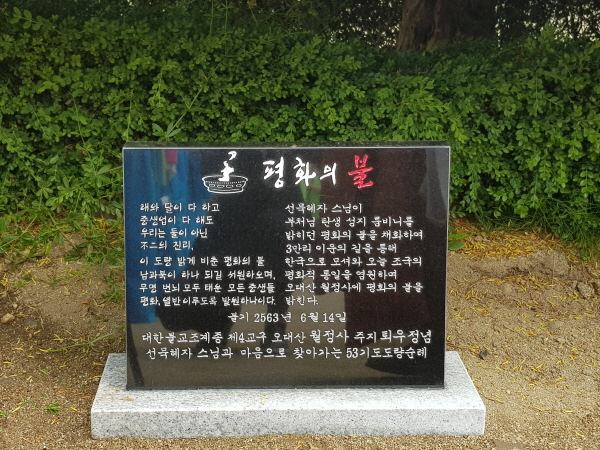 평화의 불
해와 달이 다 하고
중생업이 다 해도
우리는 둘이 아닌
不二의 진리,
이 도량 밝게 비춘 평화의 불
남과북이 하나 되길 서원하오며,
무명 번뇌 모두 태운 모든 중생들
평화,열반이루도록 발원하나이다.
선묵혜자 스님이
부처님 탄생 성지 룸비니를
밝히던 평화의 불을 채화하여
3만리 이운의 길을 통해
한국으로 모셔와 오늘 조국의
평화적 통일을 염원하며
오대산 월정사에 평화의 불을
밝힌다.
불기 2563년 6월 14일
대한불교조계종 제4교구 오대산 월정사 주지 퇴우정념
선묵혜자 스님과 마음으로 찾아가는 53기도도량순례